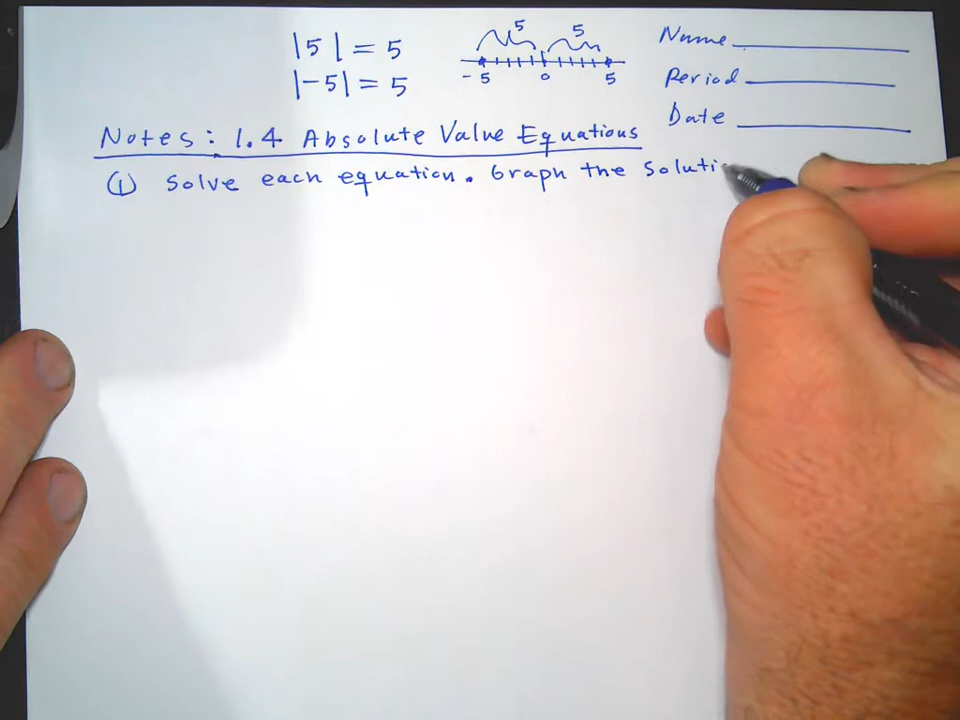 |5| = 5
|-5| = 5
5 5
-5 0 5
Name
Period
Date
Notes: 1.4 Absolute Value Equations
① Solve each equation. Graph the soluti